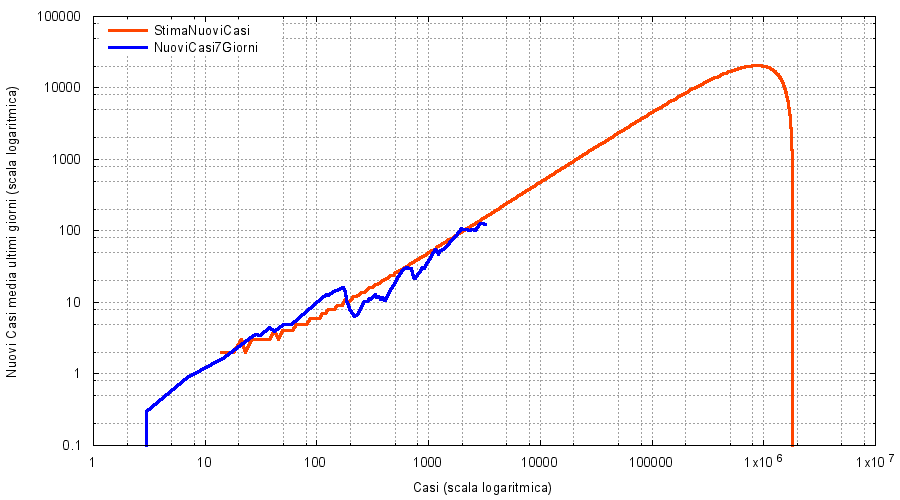 Nuovi Casi media ultimi giorni (scala logaritmica)
100000
10000
1000
100
10
1
0.1
StimaNuoviCasi
NuoviCasi7Giorni
1 10 100 1000 10000 100000 1x10^6 1x10^7
Casi (scala logaritmica)